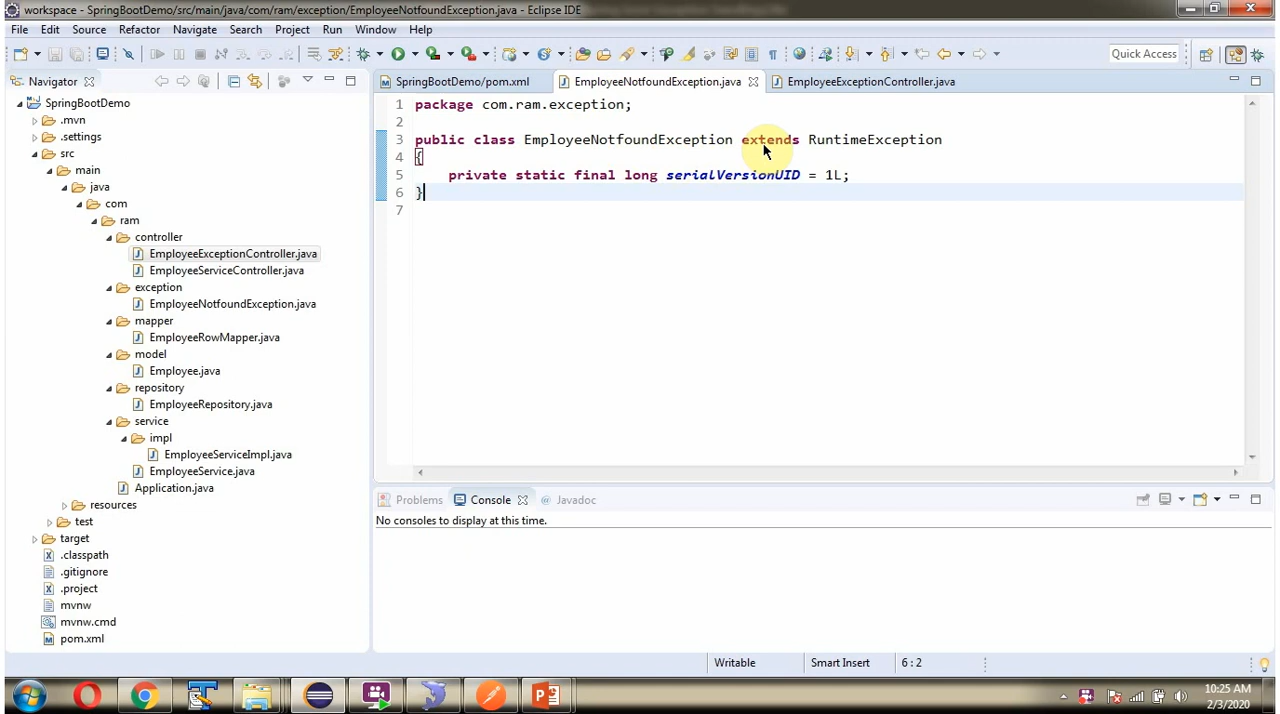 workspace - SpringBootDemo/src/main/java/com/ram/exception/EmployeeNotfoundException.java - Eclipse IDE
File Edit Source Refactor Navigate Search Project Run Window Help
Quick Access
Navigator
SpringBootDemo/pom.xml
EmployeeNotfoundException.java
EmployeeExceptionController.java
SpringBootDemo
.mvn
.settings
src
main
java
com
ram
controller
EmployeeExceptionController.java
EmployeeServiceController.java
exception
EmployeeNotfoundException.java
mapper
EmployeeRowMapper.java
model
Employee.java
repository
EmployeeRepository.java
service
impl
EmployeeServiceImpl.java
EmployeeService.java
Application.java
resources
test
target
.classpath
.gitignore
.project
mvnw
mvnw.cmd
pom.xml
1 package com.ram.exception;
2
3 public class EmployeeNotfoundException extends RuntimeException
4 {
5 private static final long serialVersionUID = 1L;
6 }
7
Problems Console Javadoc
No consoles to display at this time.
Writable Smart Insert 6 : 2
10:25 AM
2/3/2020